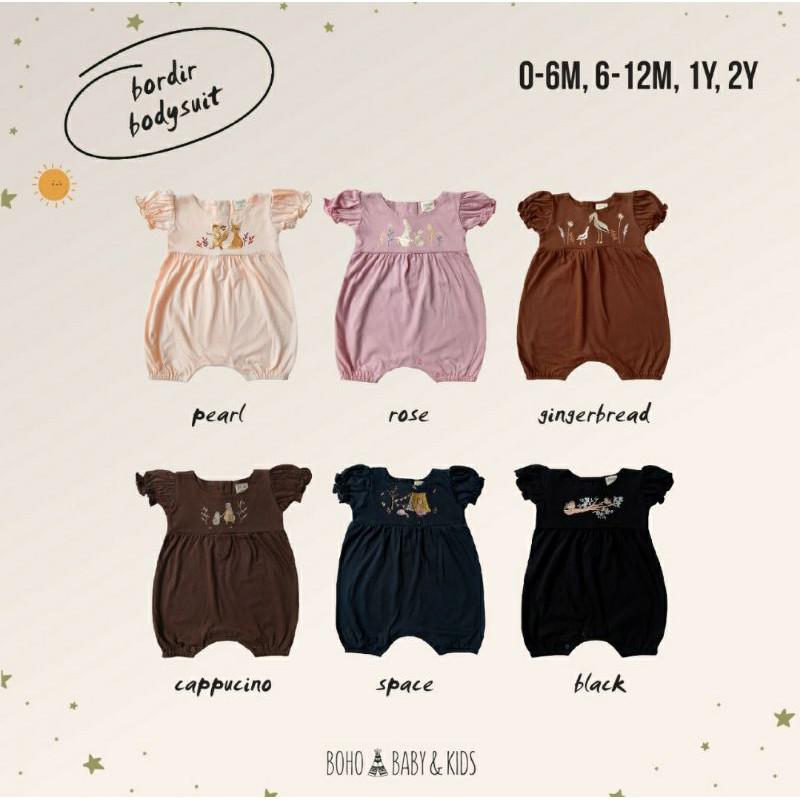 bordir
bodysuit
0-6M, 6-12M, 1Y, 2Y
pearl
rose
gingerbread
cappucino
space
black
BOHO BABY & KIDS